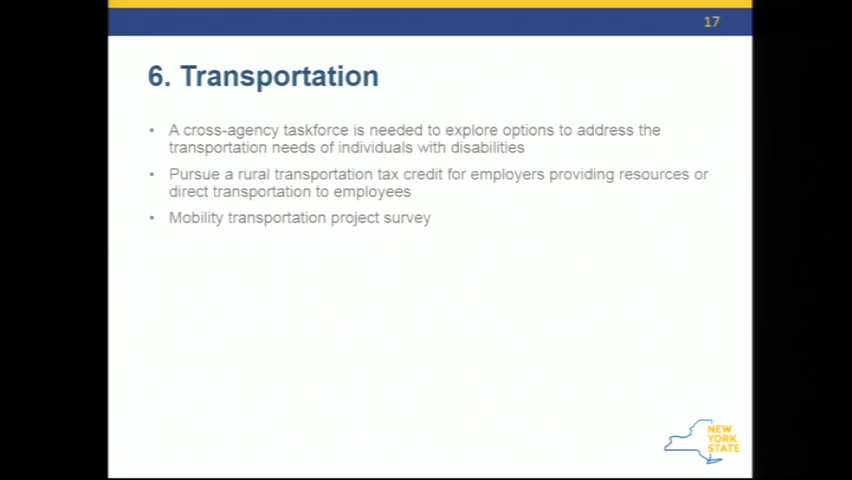 17
6. Transportation
• A cross-agency taskforce is needed to explore options to address the
transportation needs of individuals with disabilities
• Pursue a rural transportation tax credit for employers providing resources or
direct transportation to employees
• Mobility transportation project survey
NEW
YORK
STATE